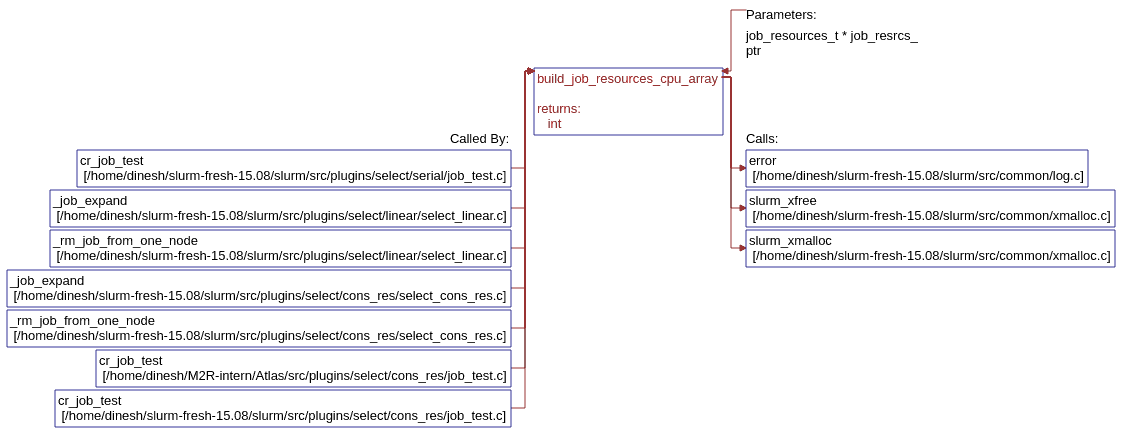 Parameters:
job_resources_t * job_resrcs_
ptr
build_job_resources_cpu_array
returns:
int
Called By:
cr_job_test
[/home/dinesh/slurm-fresh-15.08/slurm/src/plugins/select/serial/job_test.c]
_job_expand
[/home/dinesh/slurm-fresh-15.08/slurm/src/plugins/select/linear/select_linear.c]
_rm_job_from_one_node
[/home/dinesh/slurm-fresh-15.08/slurm/src/plugins/select/linear/select_linear.c]
_job_expand
[/home/dinesh/slurm-fresh-15.08/slurm/src/plugins/select/cons_res/select_cons_res.c]
_rm_job_from_one_node
[/home/dinesh/slurm-fresh-15.08/slurm/src/plugins/select/cons_res/select_cons_res.c]
cr_job_test
[/home/dinesh/M2R-intern/Atlas/src/plugins/select/cons_res/job_test.c]
cr_job_test
[/home/dinesh/slurm-fresh-15.08/slurm/src/plugins/select/cons_res/job_test.c]
Calls:
error
[/home/dinesh/slurm-fresh-15.08/slurm/src/common/log.c]
slurm_xfree
[/home/dinesh/slurm-fresh-15.08/slurm/src/common/xmalloc.c]
slurm_xmalloc
[/home/dinesh/slurm-fresh-15.08/slurm/src/common/xmalloc.c]